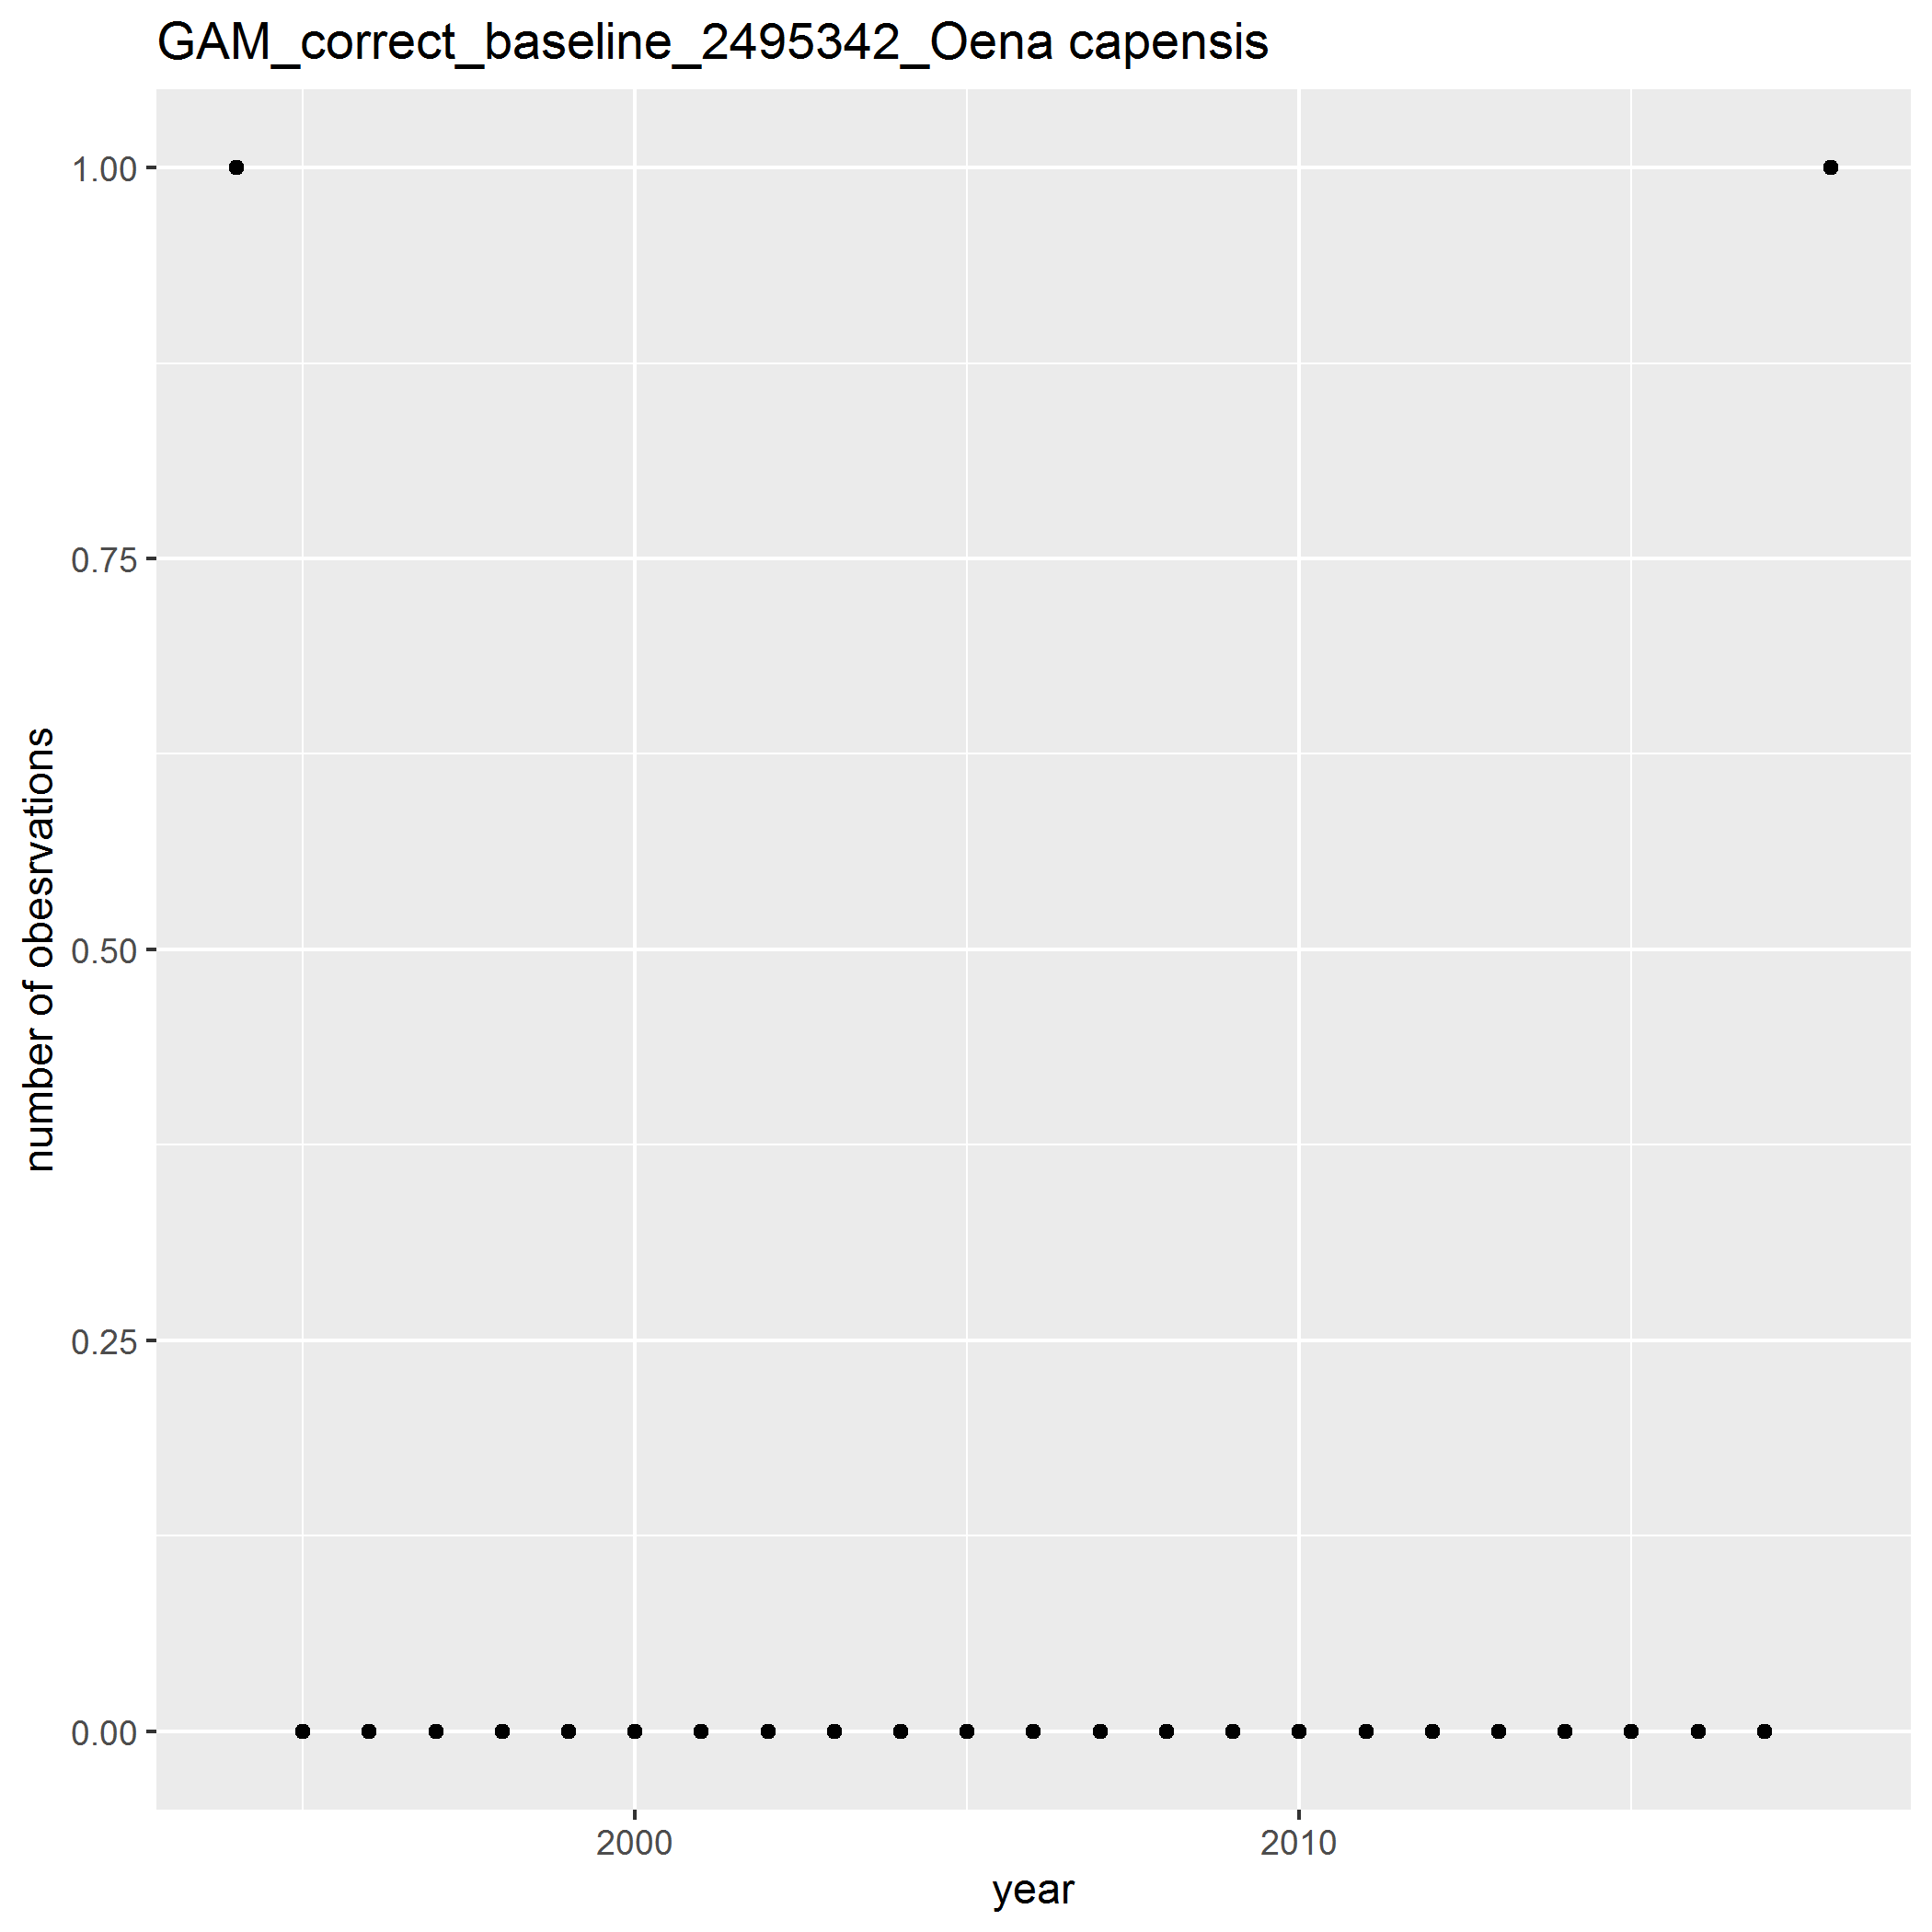 GAM_correct_baseline_2495342_Oena capensis
1.00
0.75
0.50
0.25
0.00
number of obesrvations
2000
2010
year